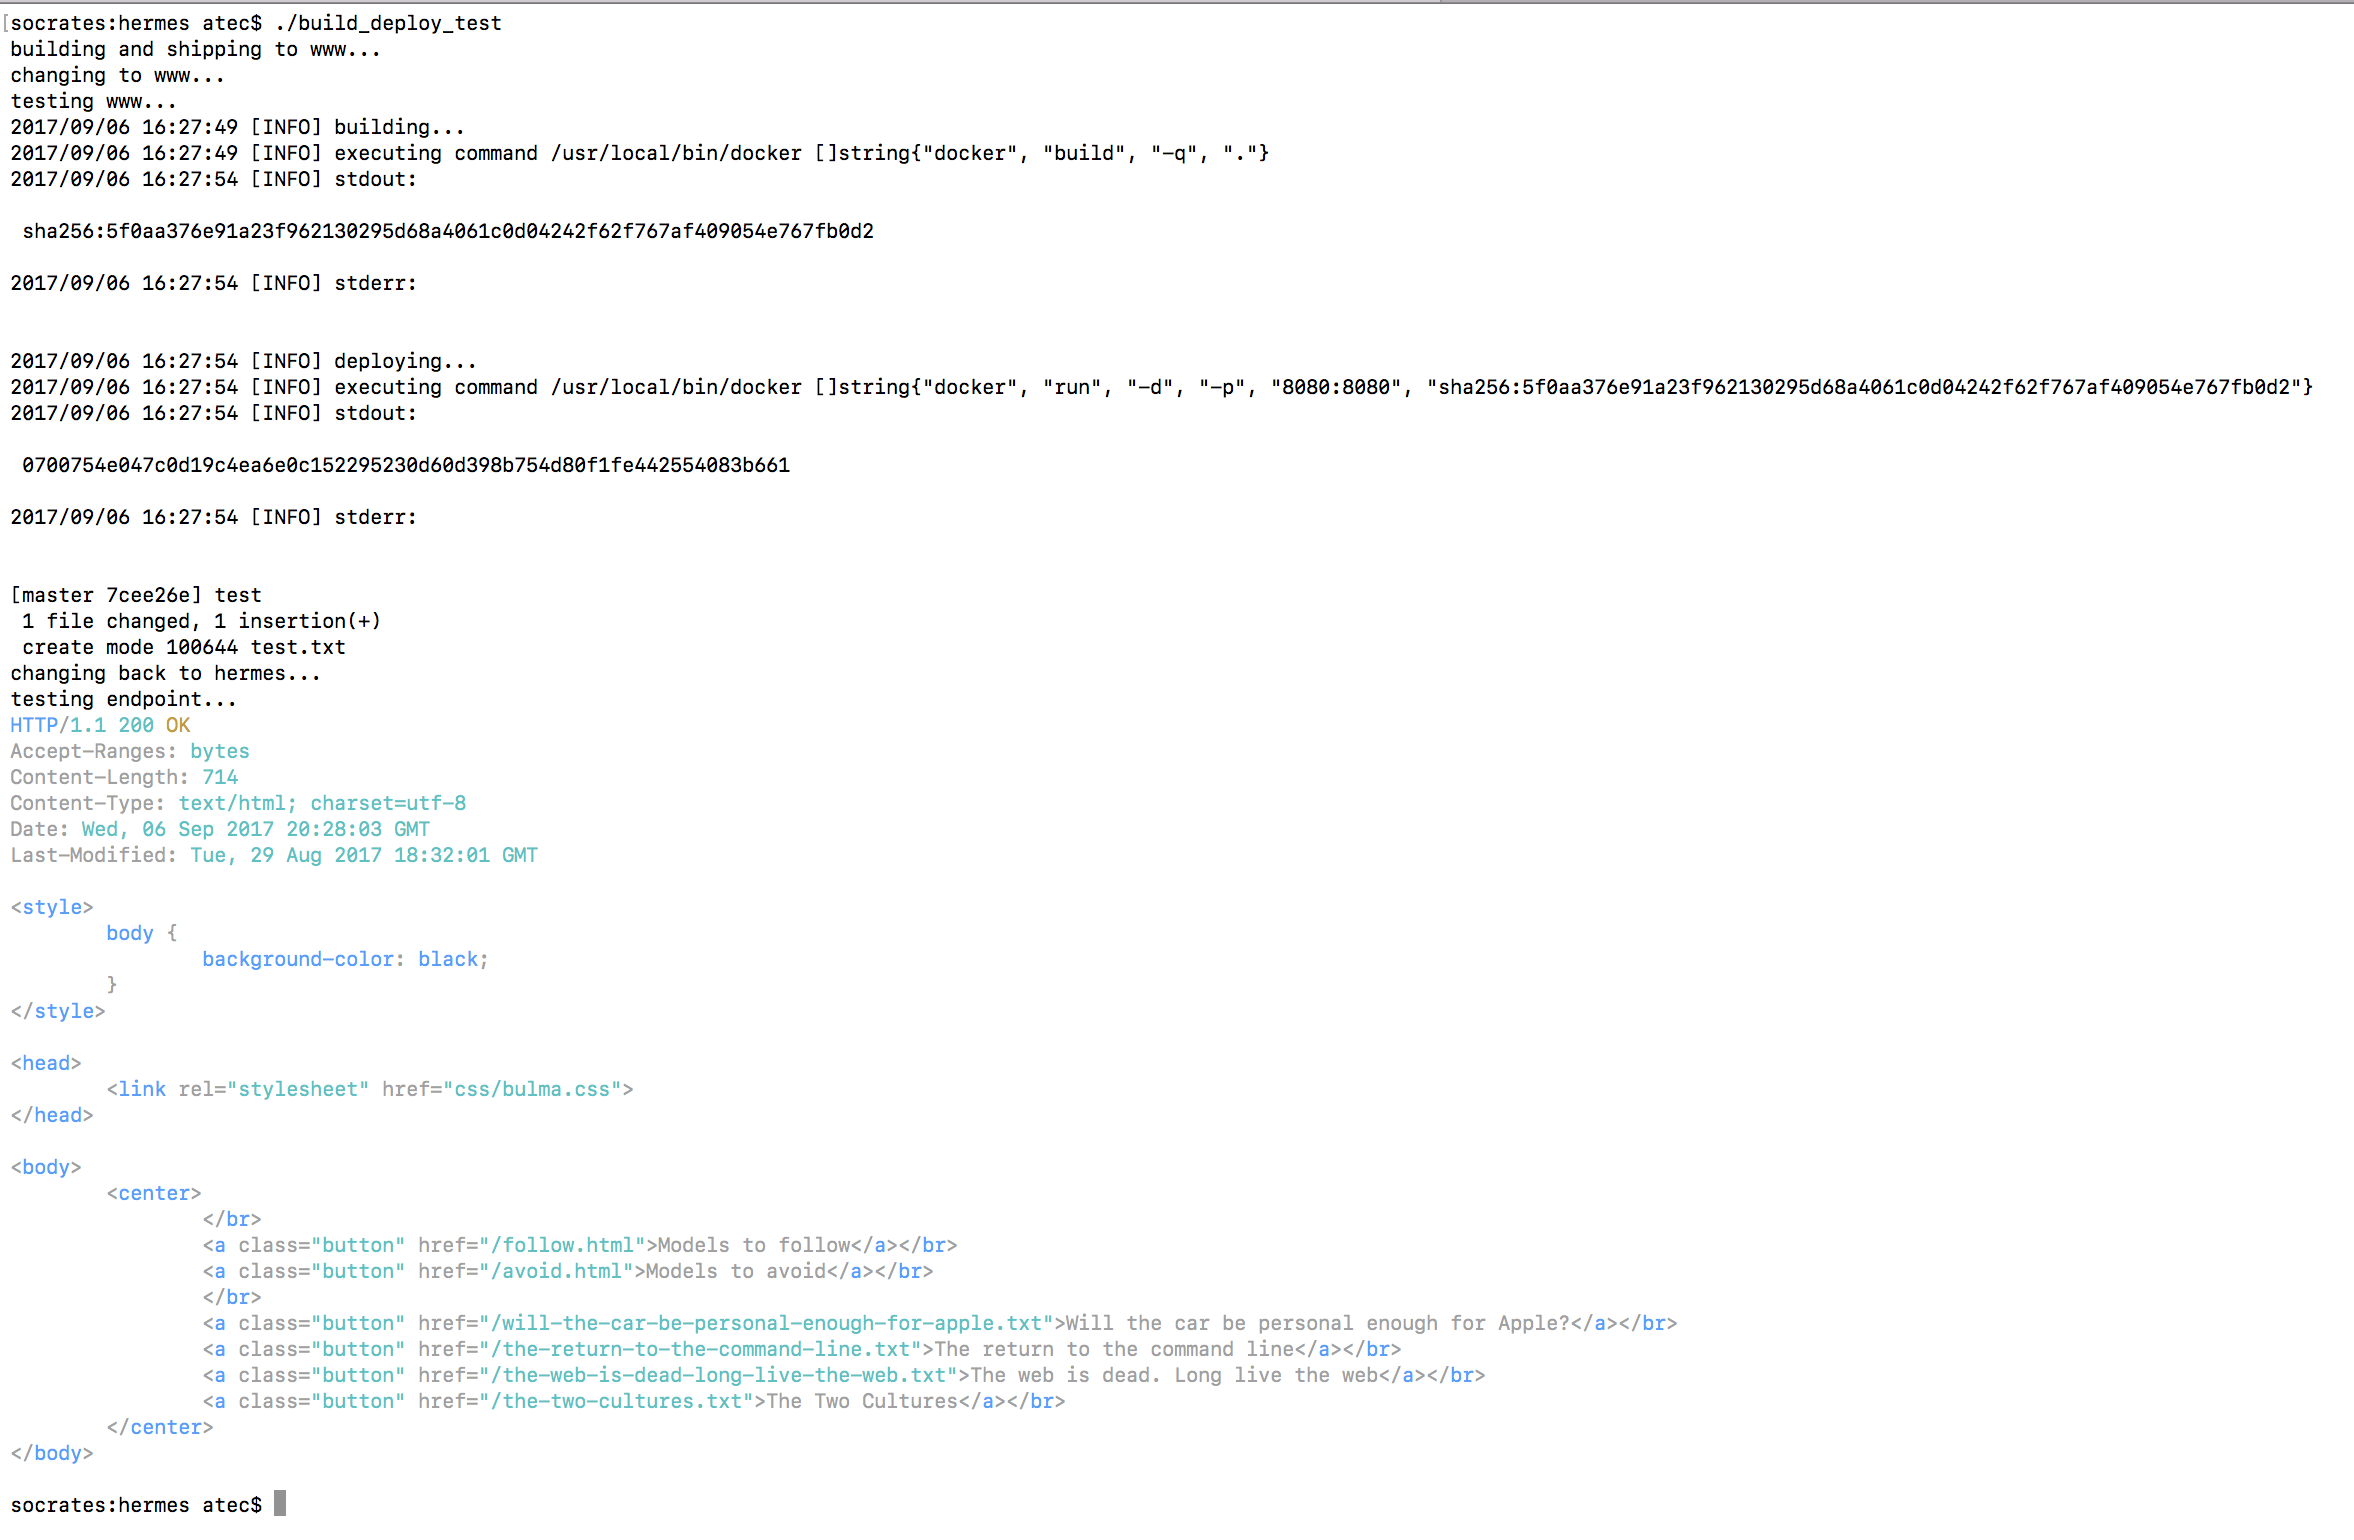 [socrates:hermes atec$ ./build_deploy_test
building and shipping to www...
changing to www...
testing www...
2017/09/06 16:27:49 [INFO] building...
2017/09/06 16:27:49 [INFO] executing command /usr/local/bin/docker []string{"docker", "build", "-q", "."}
2017/09/06 16:27:54 [INFO] stdout:
sha256:5f0aa376e91a23f962130295d68a4061c0d04242f62f767af409054e767fb0d2
2017/09/06 16:27:54 [INFO] stderr:
2017/09/06 16:27:54 [INFO] deploying...
2017/09/06 16:27:54 [INFO] executing command /usr/local/bin/docker []string{"docker", "run", "-d", "-p", "8080:8080", "sha256:5f0aa376e91a23f962130295d68a4061c0d04242f62f767af409054e767fb0d2"}
2017/09/06 16:27:54 [INFO] stdout:
0700754e047c0d19c4ea6e0c152295230d60d398b754d80f1fe442554083b661
2017/09/06 16:27:54 [INFO] stderr:
[master 7cee26e] test
1 file changed, 1 insertion(+)
create mode 100644 test.txt
changing back to hermes...
testing endpoint...
HTTP/1.1 200 OK
Accept-Ranges: bytes
Content-Length: 714
Content-Type: text/html; charset=utf-8
Date: Wed, 06 Sep 2017 20:28:03 GMT
Last-Modified: Tue, 29 Aug 2017 18:32:01 GMT
<style>
body {
background-color: black;
}
</style>
<head>
<link rel="stylesheet" href="css/bulma.css">
</head>
<body>
<center>
</br>
<a class="button" href="/follow.html">Models to follow</a></br>
<a class="button" href="/avoid.html">Models to avoid</a></br>
</br>
<a class="button" href="/will-the-car-be-personal-enough-for-apple.txt">Will the car be personal enough for Apple?</a></br>
<a class="button" href="/the-return-to-the-command-line.txt">The return to the command line</a></br>
<a class="button" href="/the-web-is-dead-long-live-the-web.txt">The web is dead. Long live the web</a></br>
<a class="button" href="/the-two-cultures.txt">The Two Cultures</a></br>
</center>
</body>
socrates:hermes atec$